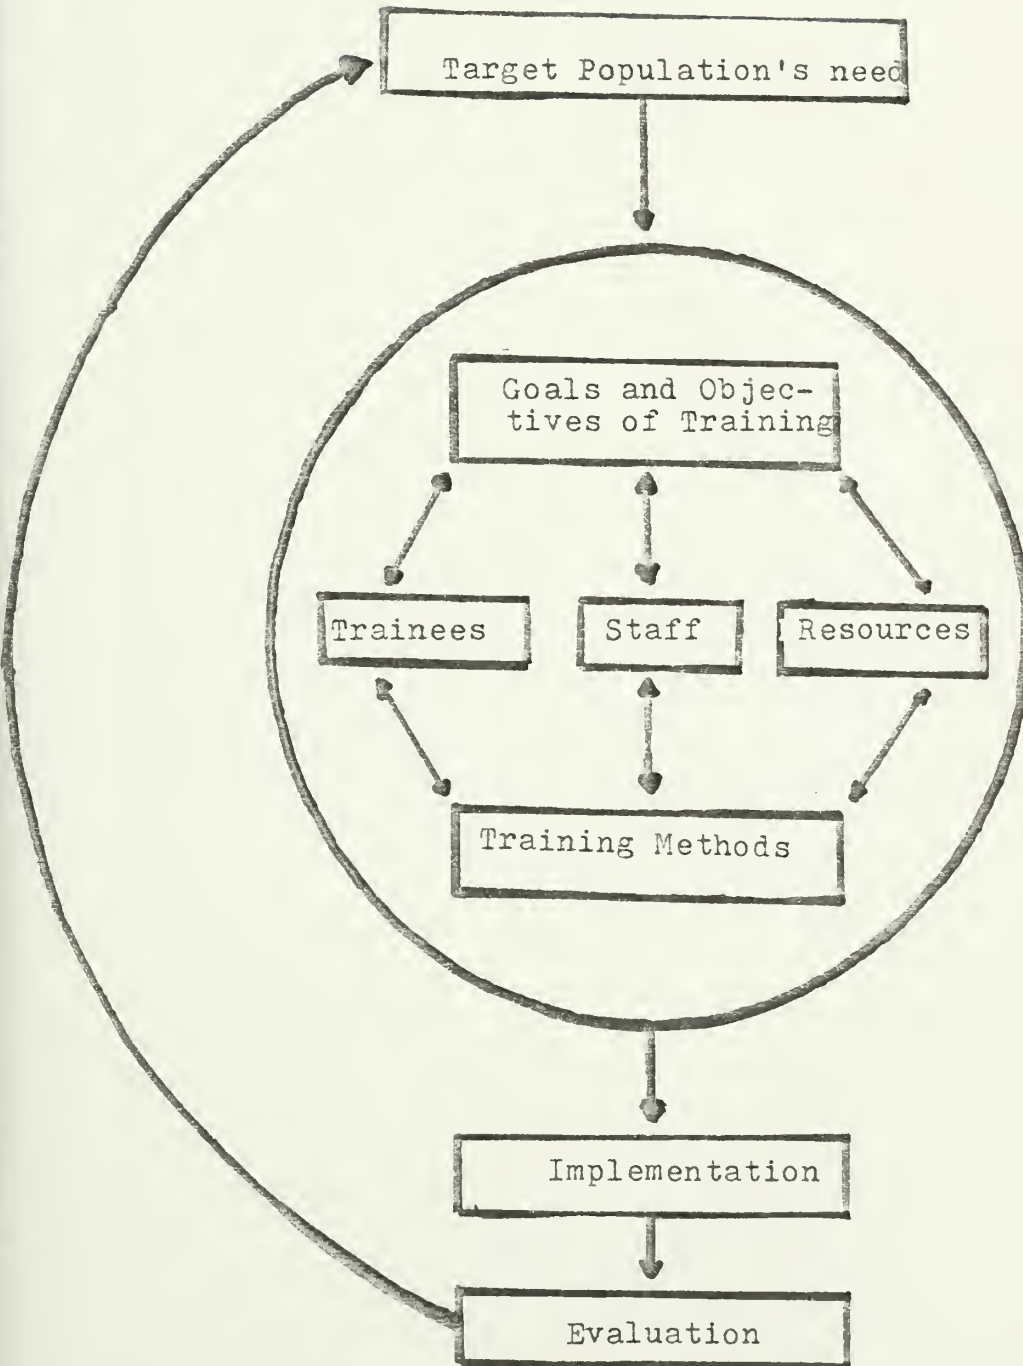 Target Population's need
Goals and Objec-
tives of Training
Trainees
Staff
Resources
Training Methods
Implementation
Evaluation